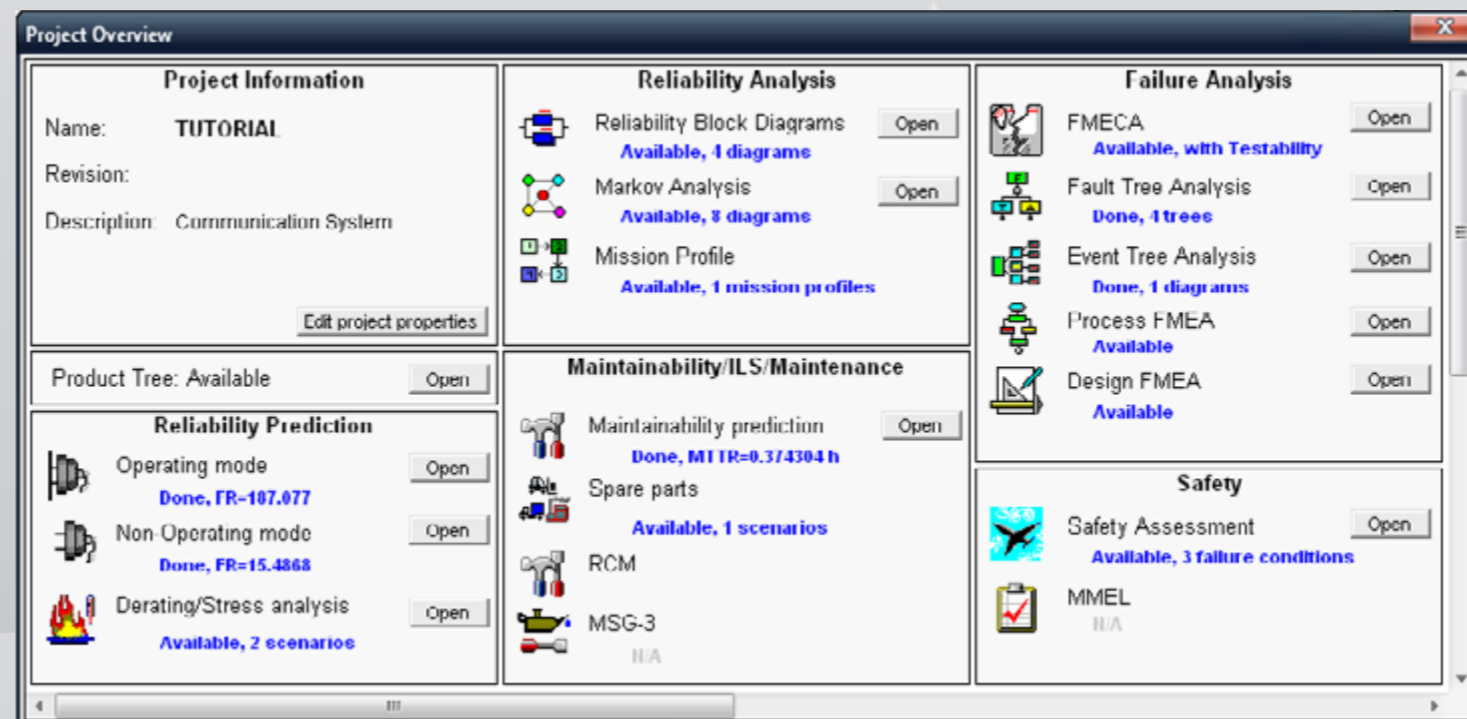 Project Overview
Project Information
Name: TUTORIAL
Revision:
Description: Communication System
Edit project properties
Product Tree: Available Open
Reliability Prediction
Operating mode Open
Done, FR=187.077
Non-Operating mode Open
Done, FR=15.4868
Derating/Stress analysis Open
Available, 2 scenarios
Reliability Analysis
Reliability Block Diagrams Open
Available, 4 diagrams
Markov Analysis Open
Available, 8 diagrams
Mission Profile
Available, 1 mission profiles
Maintainability/ILS/Maintenance
Maintainability prediction Open
Done, MTTR=0.374304 h
Spare parts
Available, 1 scenarios
RCM
MSG-3
N/A
Failure Analysis
FMECA Open
Available, with Testability
Fault Tree Analysis Open
Done, 4 trees
Event Tree Analysis Open
Done, 1 diagrams
Process FMEA Open
Available
Design FMEA Open
Available
Safety
Safety Assessment Open
Available, 3 failure conditions
MMEL
N/A